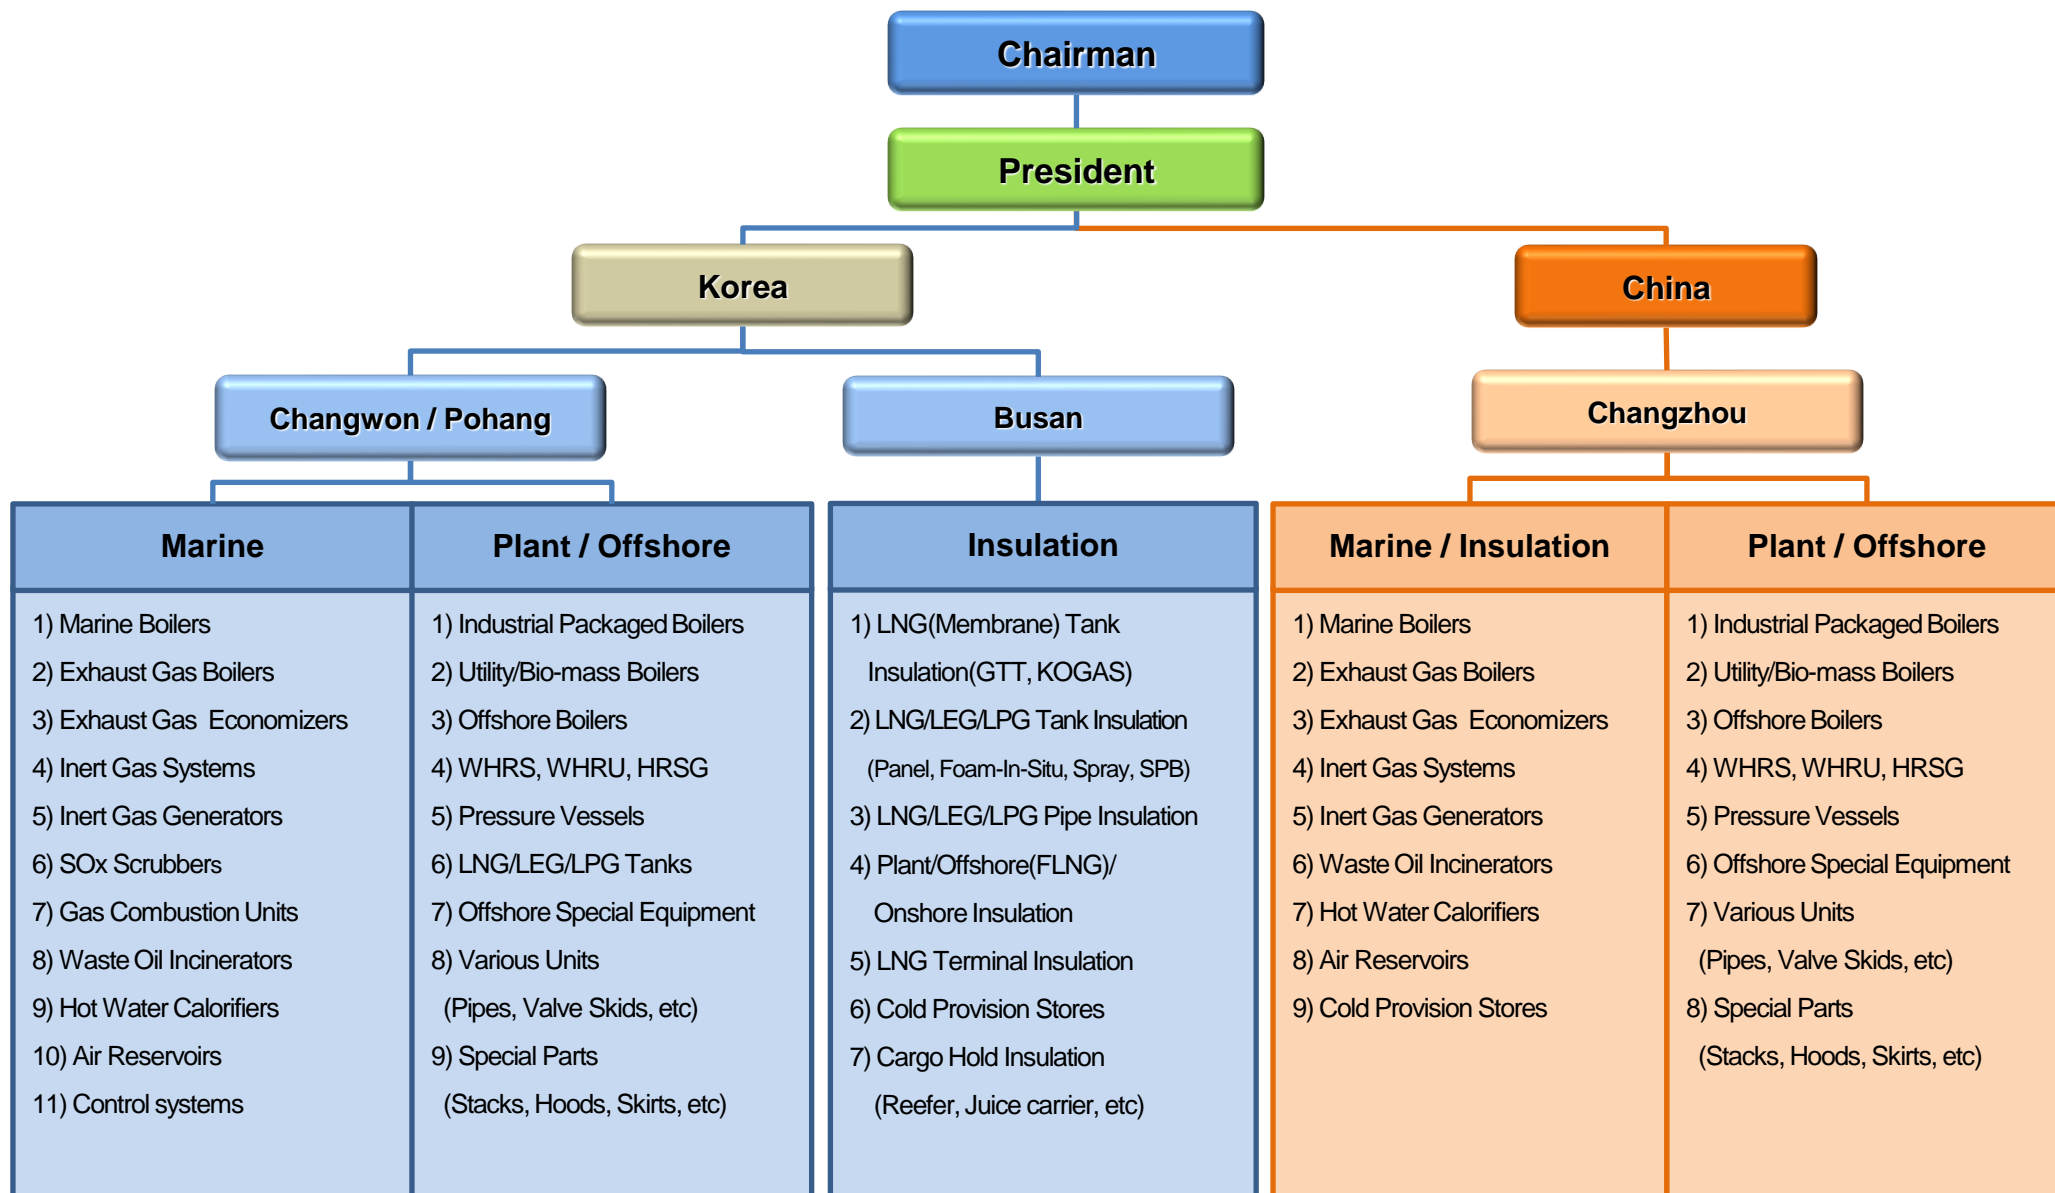 Chairman
President
Korea
China
Changwon / Pohang
Busan
Changzhou
Marine
1) Marine Boilers
2) Exhaust Gas Boilers
3) Exhaust Gas Economizers
4) Inert Gas Systems
5) Inert Gas Generators
6) SOx Scrubbers
7) Gas Combustion Units
8) Waste Oil Incinerators
9) Hot Water Calorifiers
10) Air Reservoirs
11) Control systems
Plant / Offshore
1) Industrial Packaged Boilers
2) Utility/Bio-mass Boilers
3) Offshore Boilers
4) WHRS, WHRU, HRSG
5) Pressure Vessels
6) LNG/LEG/LPG Tanks
7) Offshore Special Equipment
8) Various Units
(Pipes, Valve Skids, etc)
9) Special Parts
(Stacks, Hoods, Skirts, etc)
Insulation
1) LNG(Membrane) Tank
Insulation(GTT, KOGAS)
2) LNG/LEG/LPG Tank Insulation
(Panel, Foam-In-Situ, Spray, SPB)
3) LNG/LEG/LPG Pipe Insulation
4) Plant/Offshore(FLNG)/
Onshore Insulation
5) LNG Terminal Insulation
6) Cold Provision Stores
7) Cargo Hold Insulation
(Reefer, Juice carrier, etc)
Marine / Insulation
1) Marine Boilers
2) Exhaust Gas Boilers
3) Exhaust Gas Economizers
4) Inert Gas Systems
5) Inert Gas Generators
6) Waste Oil Incinerators
7) Hot Water Calorifiers
8) Air Reservoirs
9) Cold Provision Stores
Plant / Offshore
1) Industrial Packaged Boilers
2) Utility/Bio-mass Boilers
3) Offshore Boilers
4) WHRS, WHRU, HRSG
5) Pressure Vessels
6) Offshore Special Equipment
7) Various Units
(Pipes, Valve Skids, etc)
8) Special Parts
(Stacks, Hoods, Skirts, etc)